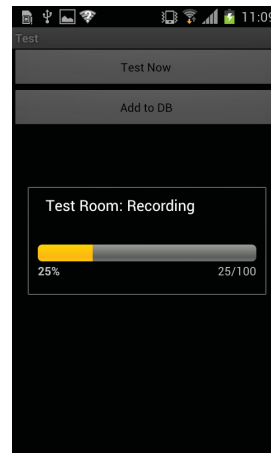 11:09
Test
Test Now
Add to DB
Test Room: Recording
25% 25/100